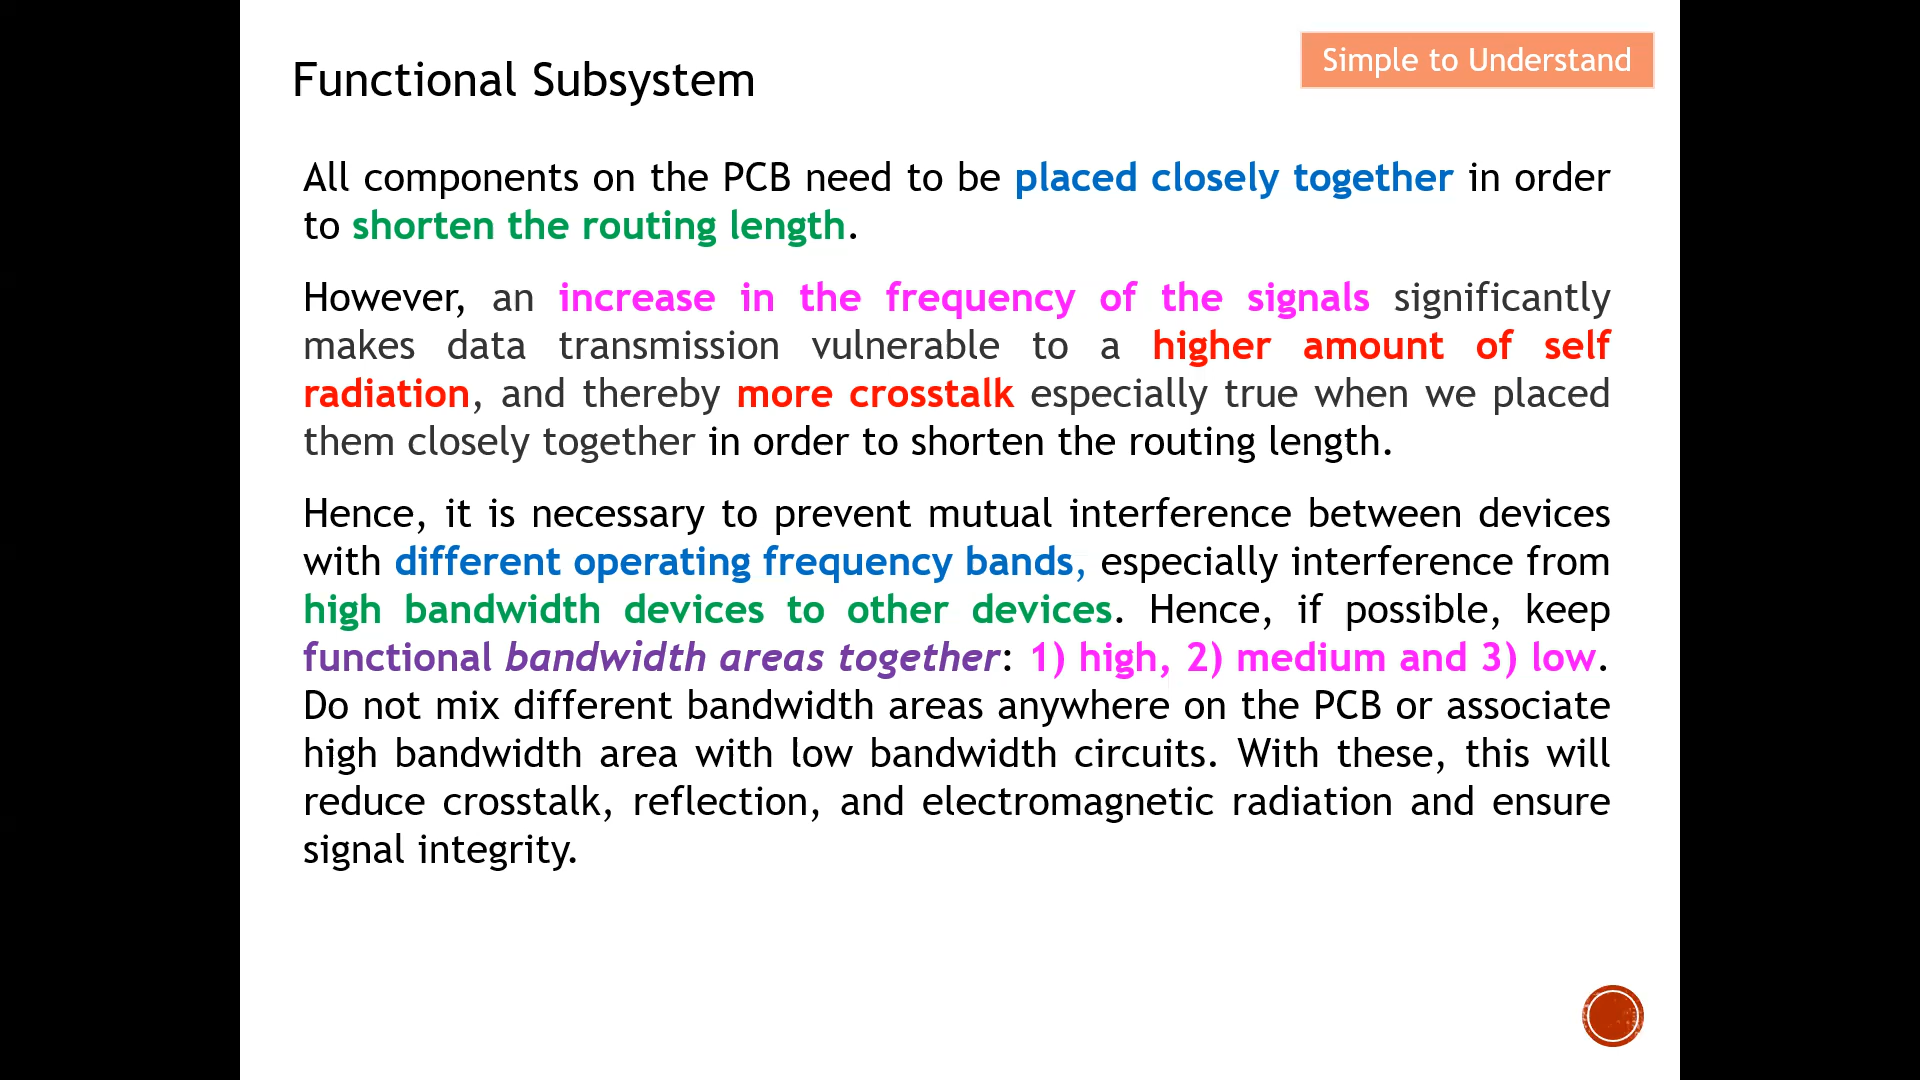 Simple to Understand
Functional Subsystem
All components on the PCB need to be placed closely together in order
to shorten the routing length.
However, an increase in the frequency of the signals significantly
makes data transmission vulnerable to a higher amount of self
radiation, and thereby more crosstalk especially true when we placed
them closely together in order to shorten the routing length.
Hence, it is necessary to prevent mutual interference between devices
with different operating frequency bands, especially interference from
high bandwidth devices to other devices. Hence, if possible, keep
functional bandwidth areas together: 1) high, 2) medium and 3) low.
Do not mix different bandwidth areas anywhere on the PCB or associate
high bandwidth area with low bandwidth circuits. With these, this will
reduce crosstalk, reflection, and electromagnetic radiation and ensure
signal integrity.